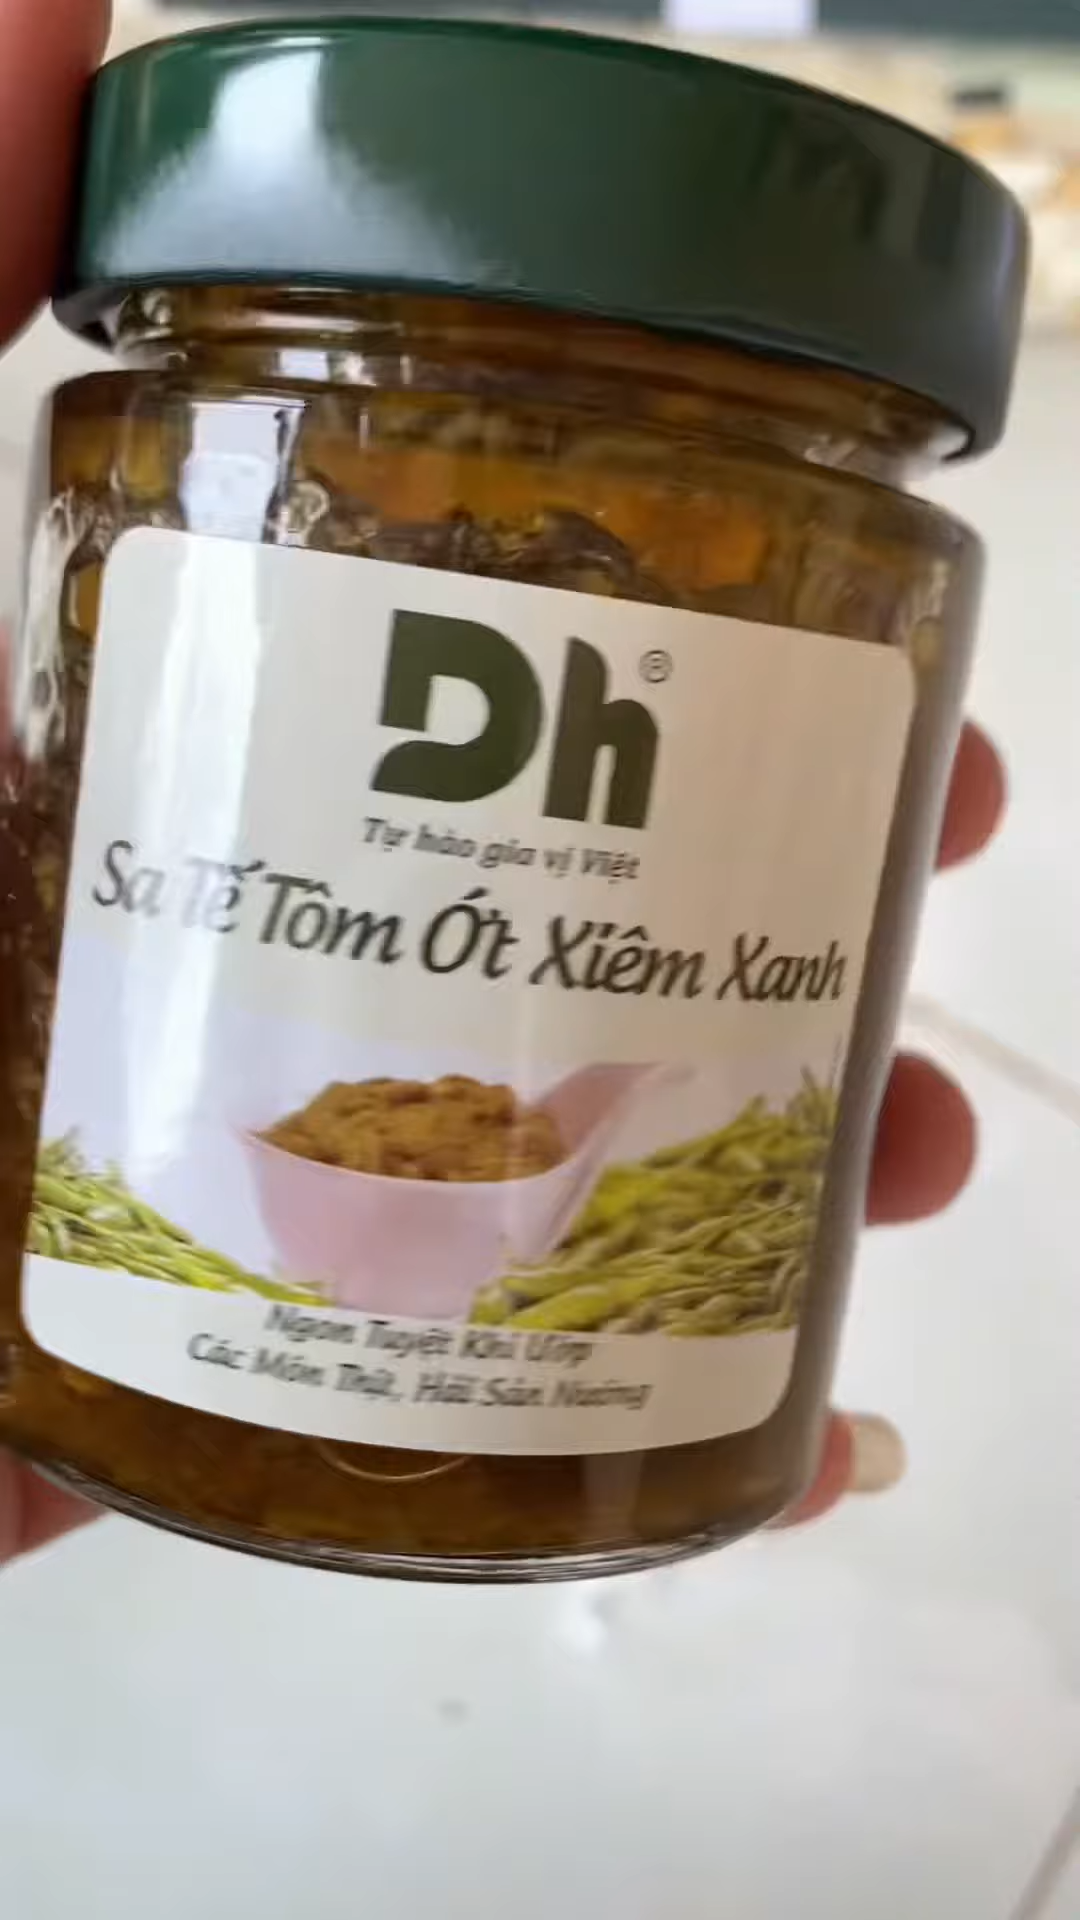 Dh®
Tự hào gia vị Việt
Sa Tế Tôm Ớt Xiêm Xanh
Ngon Tuyệt Khi Ướp
Các Món Thịt, Hải Sản Nướng